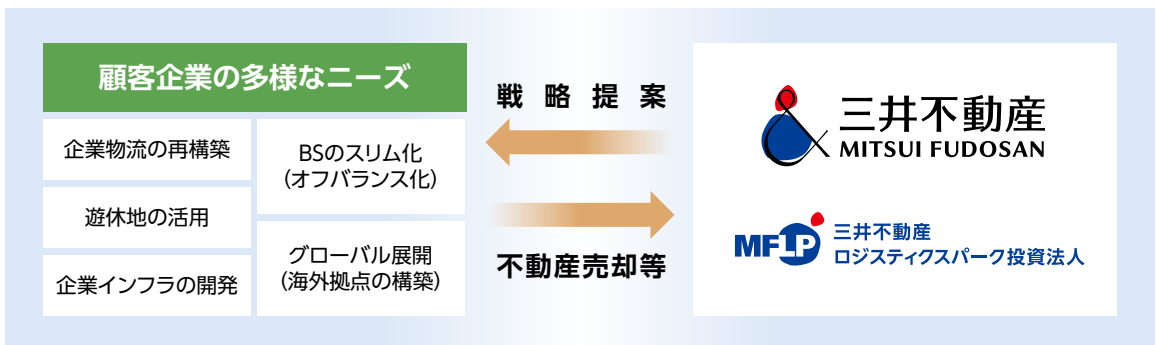 顧客企業の多様なニーズ
企業物流の再構築
遊休地の活用
企業インフラの開発
BSのスリム化
(オフバランス化)
グローバル展開
(海外拠点の構築)
戦略提案
不動産売却等
三井不動産
MITSUI FUDOSAN
MFLP
三井不動産
ロジスティクスパーク投資法人